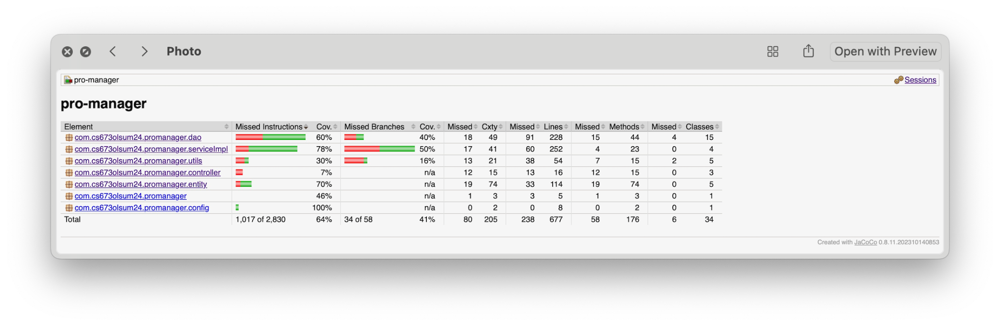 Photo
Open with Preview
pro-manager
Sessions
pro-manager
Element Missed Instructions Cov. Missed Branches Cov. Missed Cxty Missed Lines Missed Methods Missed Classes
com.cs673olsum24.promanager.dao 60% 40% 18 49 91 228 15 44 4 15
com.cs673olsum24.promanager.serviceImpl 78% 50% 17 41 60 252 4 23 0 4
com.cs673olsum24.promanager.utils 30% 16% 13 21 38 54 7 15 2 5
com.cs673olsum24.promanager.controller 7% n/a 12 15 13 16 12 15 0 3
com.cs673olsum24.promanager.entity 70% n/a 19 74 33 114 19 74 0 5
com.cs673olsum24.promanager 46% n/a 1 3 3 5 1 3 0 1
com.cs673olsum24.promanager.config 100% n/a 0 2 0 8 0 2 0 1
Total 1,017 of 2,830 64% 34 of 58 41% 80 205 238 677 58 176 6 34
Created with JaCoCo 0.8.11.202310140853